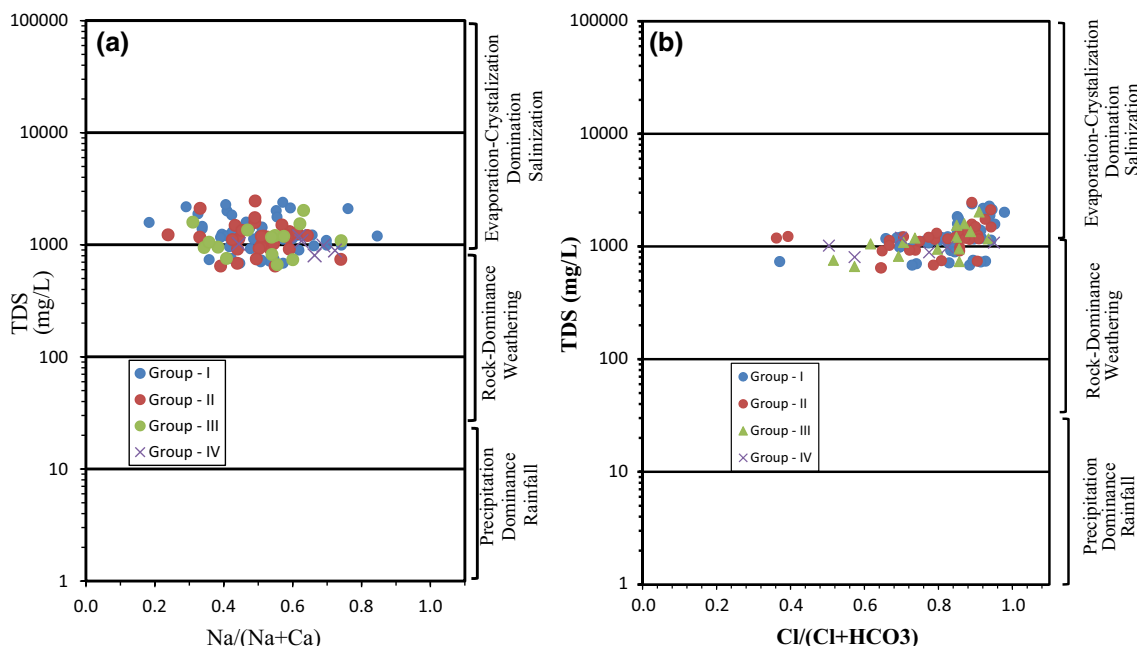 (a)
100000
10000
1000
100
10
1
TDS
(mg/L)
0.0 0.2 0.4 0.6 0.8 1.0
Na/(Na+Ca)
Group - I
Group - II
Group - III
Group - IV
Evaporation-Crystalization
Domination
Salinization
Rock-Dominance
Weathering
Precipitation
Dominance
Rainfall
(b)
100000
10000
1000
100
10
1
TDS (mg/L)
0.0 0.2 0.4 0.6 0.8 1.0
Cl/(Cl+HCO3)
Group - I
Group - II
Group - III
Group - IV
Evaporation-Crystalization
Domination
Salinization
Rock-Dominance
Weathering
Precipitation
Dominance
Rainfall